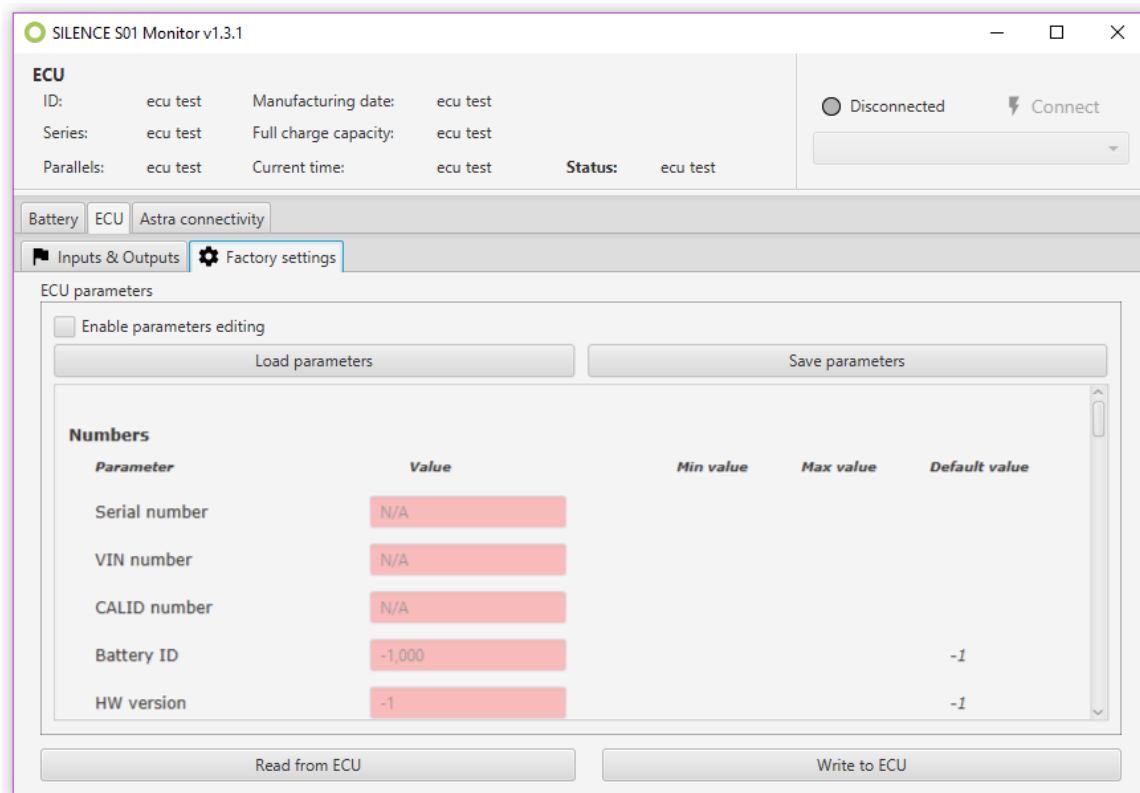 SILENCE S01 Monitor v1.3.1
ECU
ID: ecu test Manufacturing date: ecu test
Series: ecu test Full charge capacity: ecu test
Parallels: ecu test Current time: ecu test Status: ecu test
Disconnected Connect
Battery ECU Astra connectivity
Inputs & Outputs Factory settings
ECU parameters
Enable parameters editing
Load parameters Save parameters
Numbers
Parameter Value Min value Max value Default value
Serial number N/A
VIN number N/A
CALID number N/A
Battery ID -1,000 -1
HW version -1 -1
Read from ECU Write to ECU